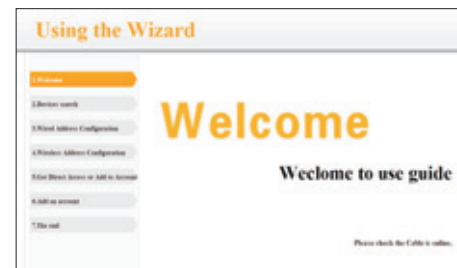 Using the Wizard
1.Welcome
2.Devices search
3.Wired Address Configuration
4.Wireless Address Configuration
5.Get Direct Access or Add to Account
6.Add an account
7.The end
Welcome
Weclome to use guide
Please check the Cable is online,